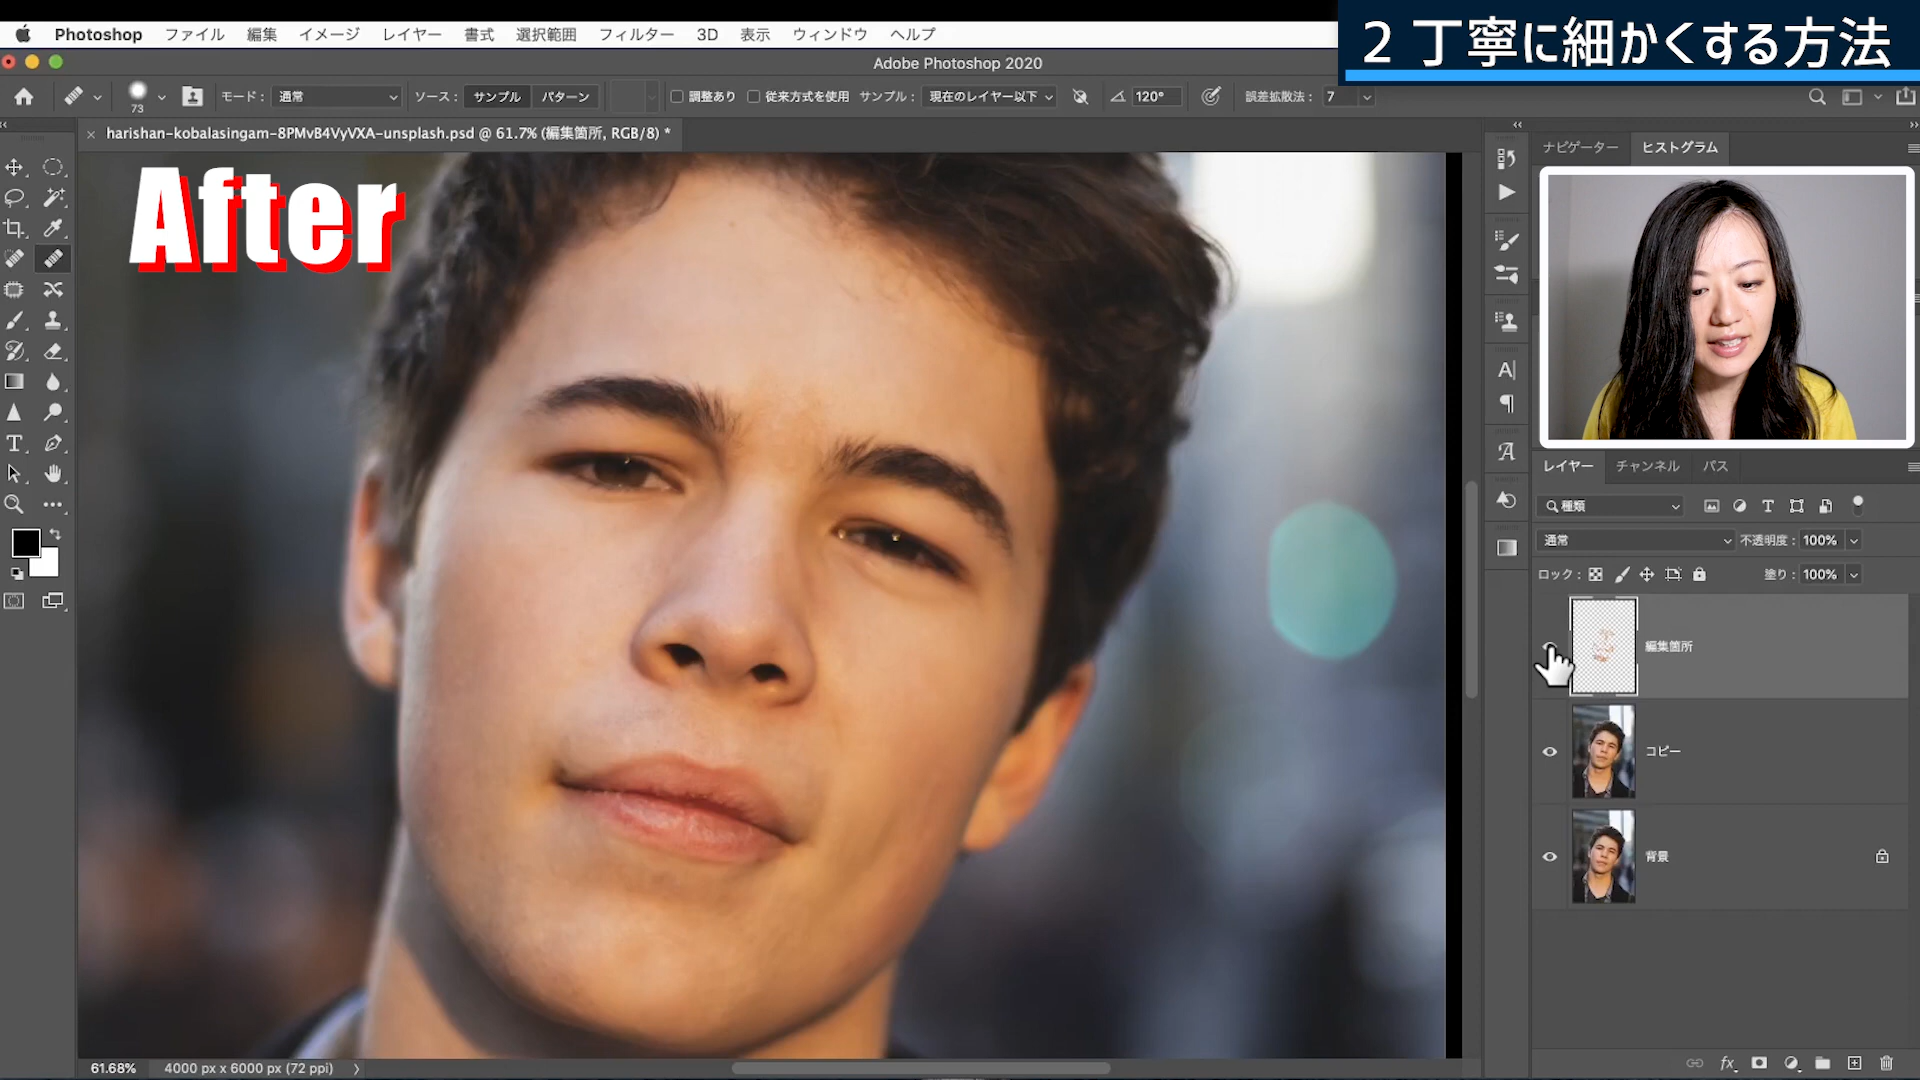 Photoshop ファイル 編集 イメージ レイヤー 書式 選択範囲 フィルター 3D 表示 ウィンドウ ヘルプ
2 丁寧に細かくする方法
Adobe Photoshop 2020
73 モード： 通常 ソース： サンプル パターン 調整あり 従来方式を使用 サンプル： 現在のレイヤー以下 120° 誤差拡散法： 7
harishan-kobalasingam-8PMvB4VyVXA-unsplash.psd @ 61.7% (編集箇所, RGB/8) *
ナビゲーター ヒストグラム
After
レイヤー チャンネル パス
種類
通常 不透明度： 100%
ロック： 塗り： 100%
編集箇所
コピー
背景
61.68% 4000 px x 6000 px (72 ppi)